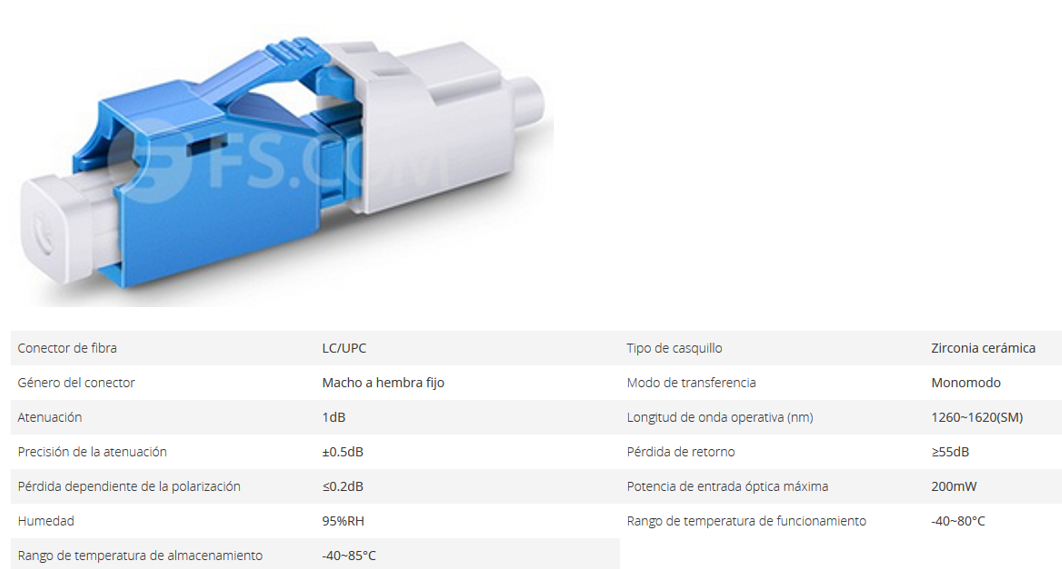 FS.COM
Conector de fibra LC/UPC Tipo de casquillo Zirconia cerámica
Género del conector Macho a hembra fijo Modo de transferencia Monomodo
Atenuación 1dB Longitud de onda operativa (nm) 1260~1620(SM)
Precisión de la atenuación ±0.5dB Pérdida de retorno ≥55dB
Pérdida dependiente de la polarización ≤0.2dB Potencia de entrada óptica máxima 200mW
Humedad 95%RH Rango de temperatura de funcionamiento -40~80°C
Rango de temperatura de almacenamiento -40~85°C